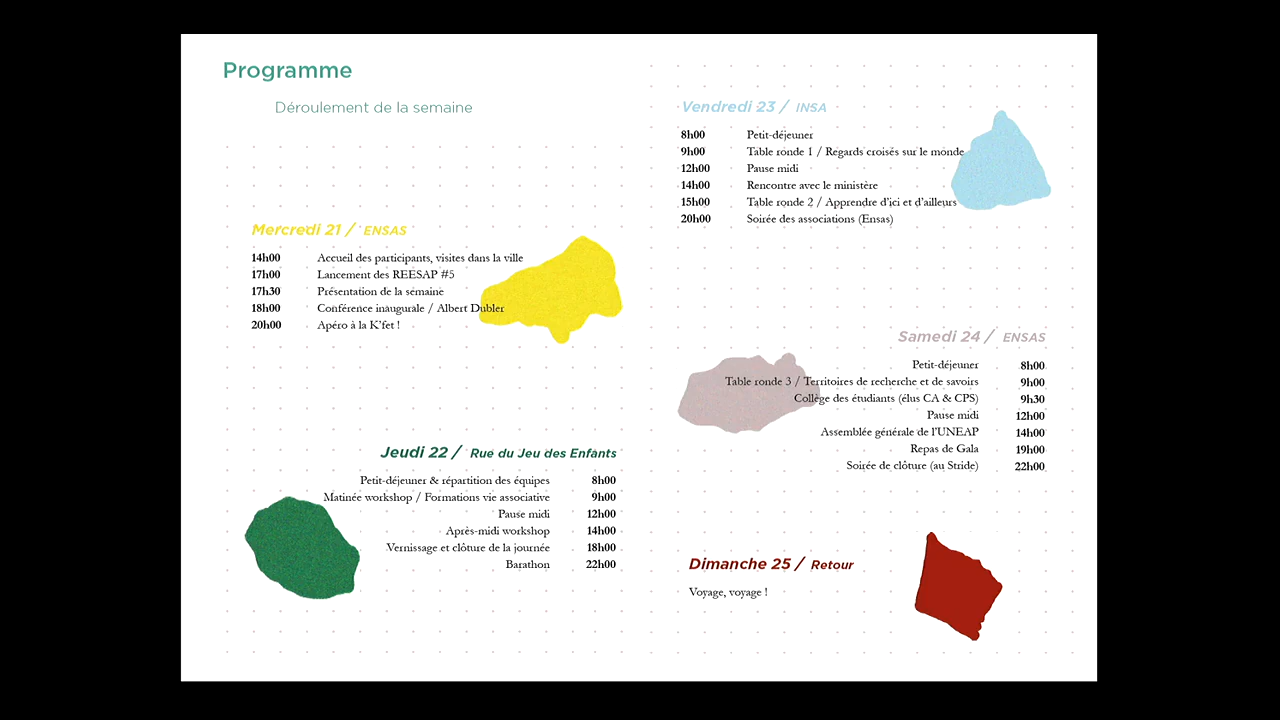 Programme
Déroulement de la semaine
Mercredi 21 / ENSAS
14h00 Accueil des participants, visites dans la ville
17h00 Lancement des REESAP #5
17h30 Présentation de la semaine
18h00 Conférence inaugurale / Albert Dubler
20h00 Apéro à la K'fet !
Jeudi 22 / Rue du Jeu des Enfants
Petit-déjeuner & répartition des équipes 8h00
Matinée workshop / Formations vie associative 9h00
Pause midi 12h00
Après-midi workshop 14h00
Vernissage et clôture de la journée 18h00
Barathon 22h00
Vendredi 23 / INSA
8h00 Petit-déjeuner
9h00 Table ronde 1 / Regards croisés sur le monde
12h00 Pause midi
14h00 Rencontre avec le ministère
15h00 Table ronde 2 / Apprendre d'ici et d'ailleurs
20h00 Soirée des associations (Ensas)
Samedi 24 / ENSAS
Petit-déjeuner 8h00
Table ronde 3 / Territoires de recherche et de savoirs 9h00
Collège des étudiants (élus CA & CPS) 9h30
Pause midi 12h00
Assemblée générale de l'UNEAP 14h00
Repas de Gala 19h00
Soirée de clôture (au Stride) 22h00
Dimanche 25 / Retour
Voyage, voyage !